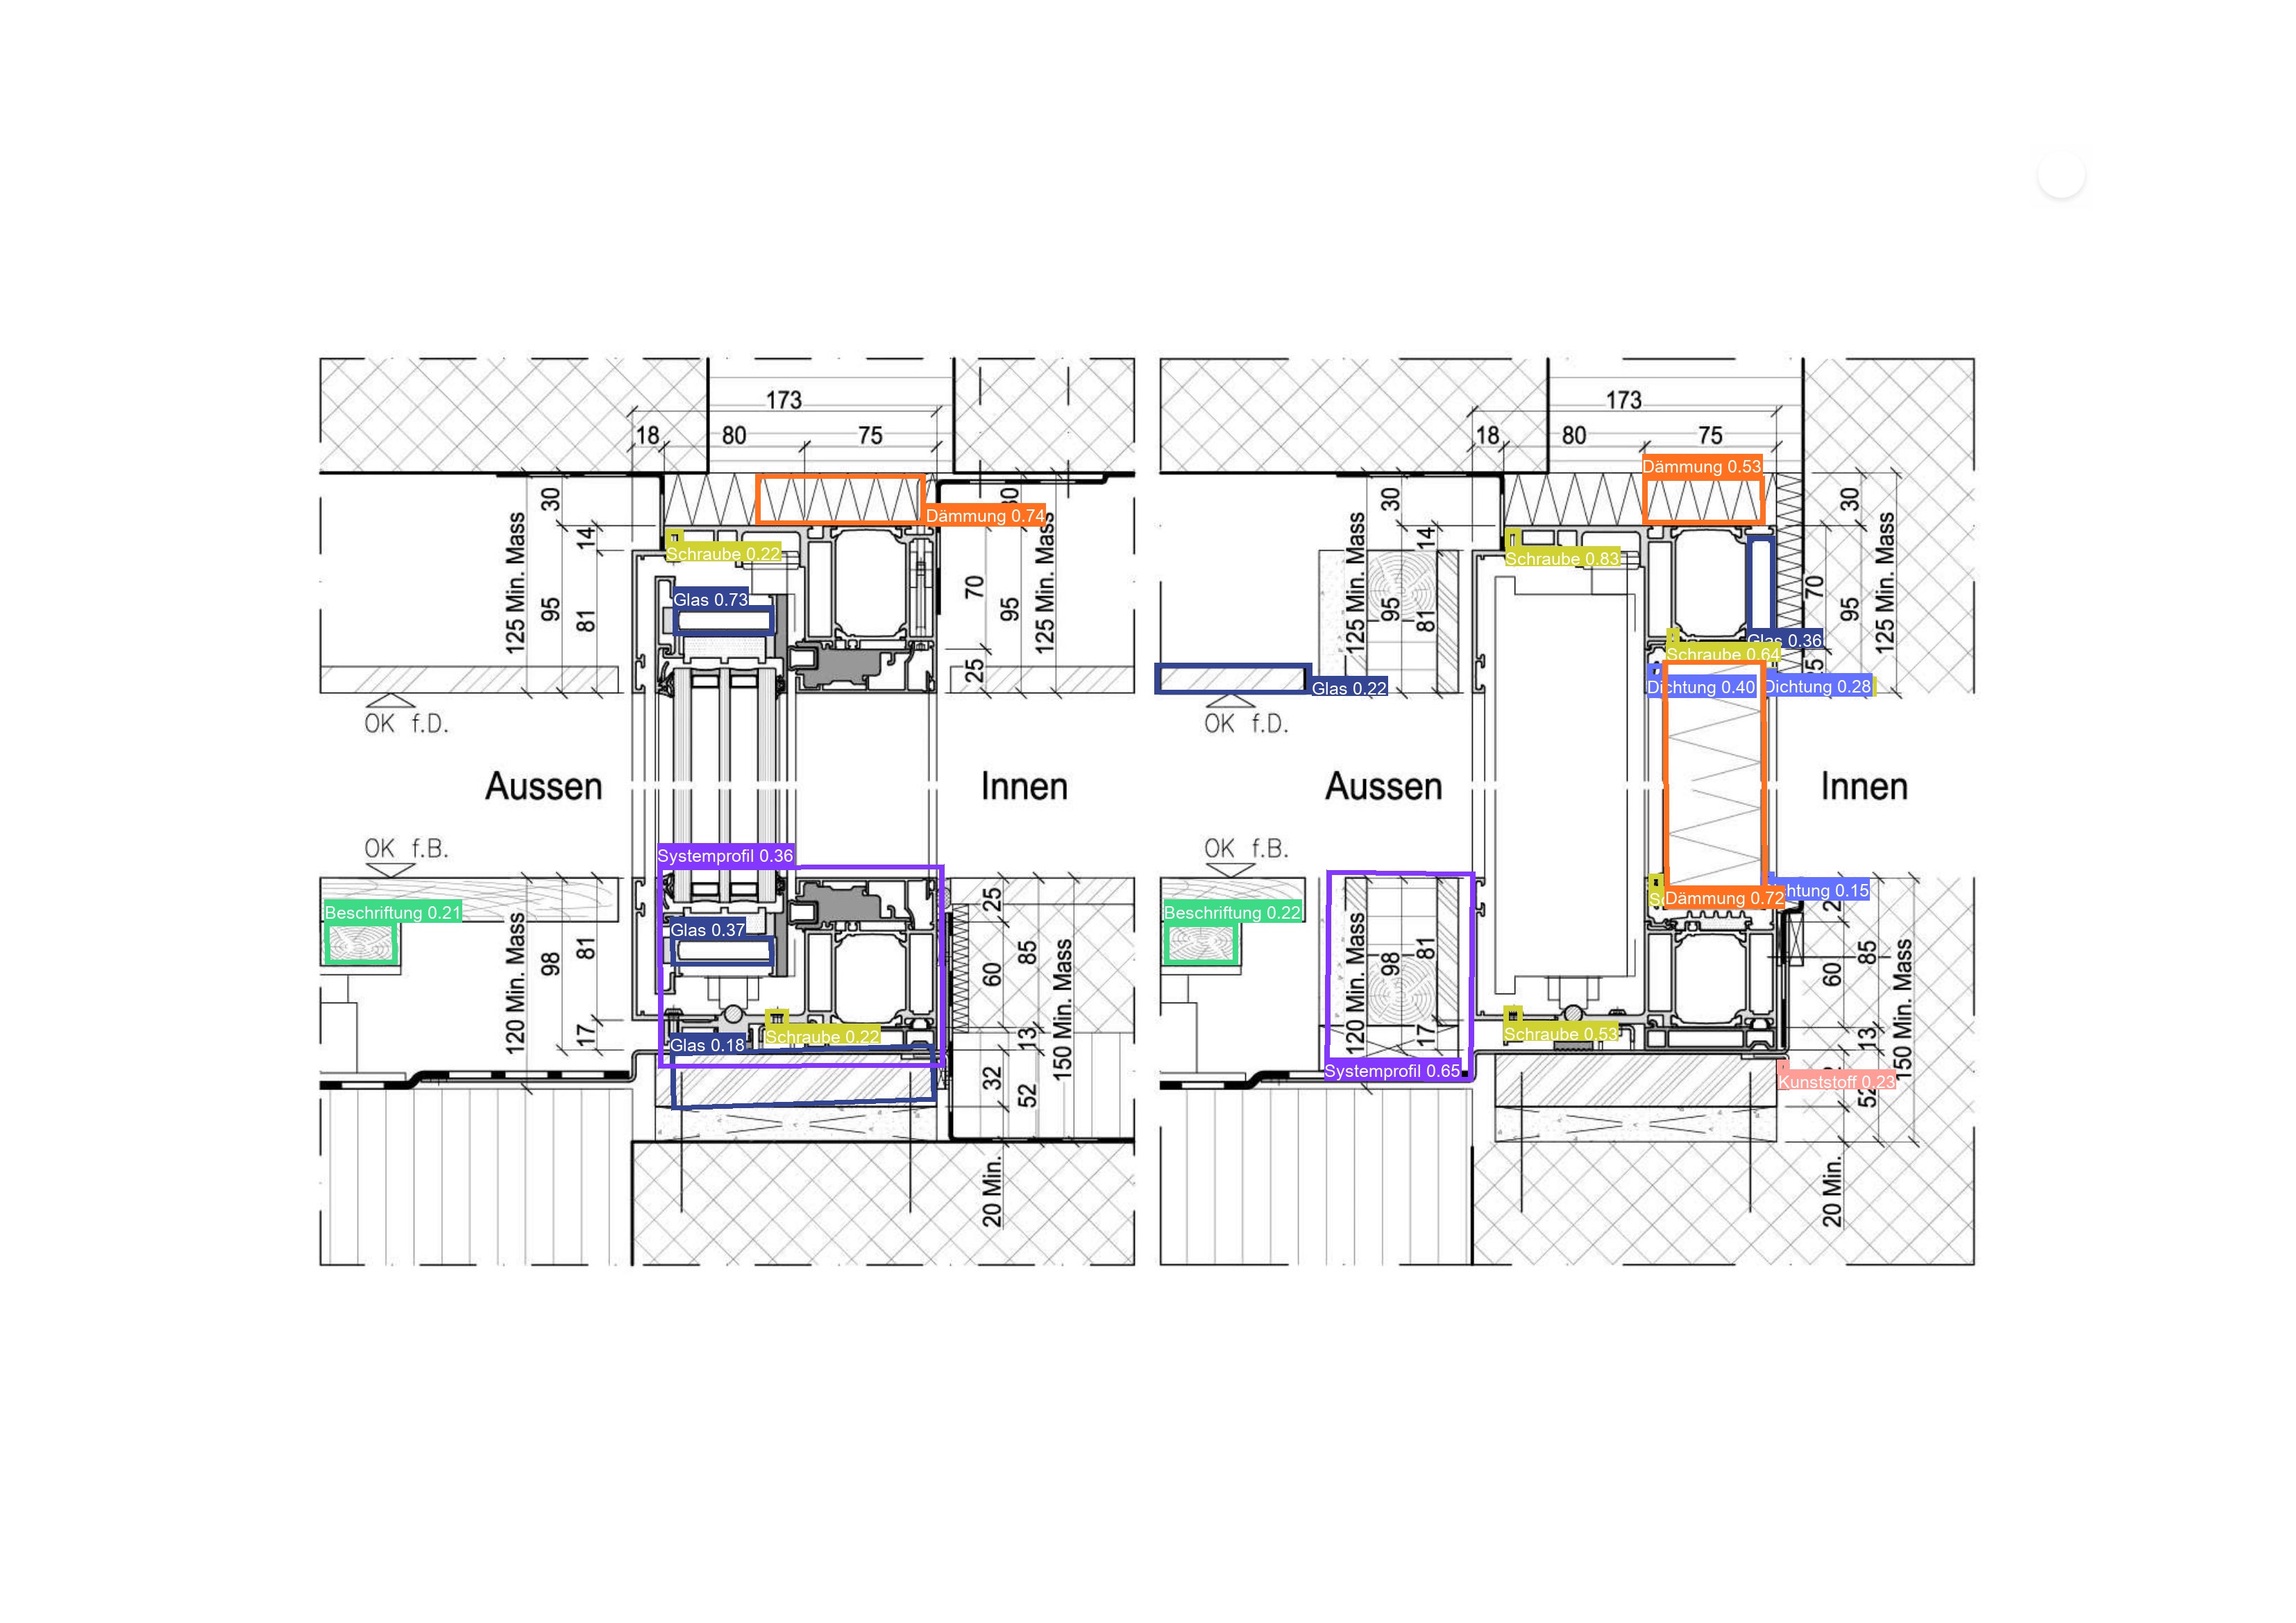 173
18 80 75
30
14
125 Min. Mass
95
81
Dämmung 0.74
Schraube 0.22
Glas 0.73
70
25
95
125 Min. Mass
OK f.D.
Aussen
Innen
OK f.B.
Systemprofil 0.36
Beschriftung 0.21
Glas 0.37
120 Min. Mass
98
81
17
Schraube 0.22
Glas 0.18
25
60
85
13
150 Min. Mass
32
52
20 Min.
173
18 80 75
Dämmung 0.53
30
14
125 Min. Mass
95
81
Schraube 0.83
Glas 0.36
Schraube 0.64
Glas 0.22
Dichtung 0.40
Dichtung 0.28
30
70
95
125 Min. Mass
OK f.D.
Aussen
Innen
OK f.B.
Beschriftung 0.22
Dämmung 0.72
htung 0.15
120 Min. Mass
98
81
17
Systemprofil 0.65
Schraube 0.53
60
85
13
150 Min. Mass
Kunststoff 0.23
52
20 Min.